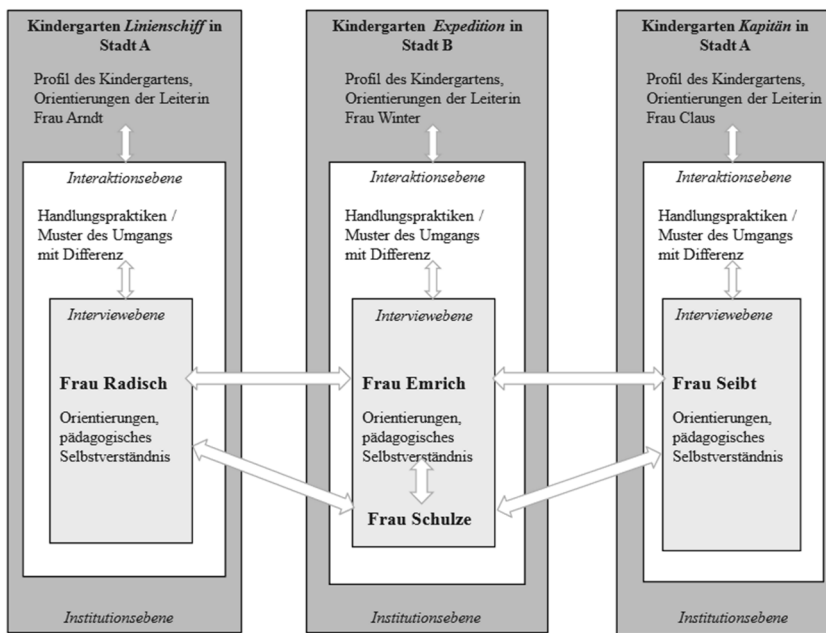 Kindergarten Linienschiff in
Stadt A
Profil des Kindergartens,
Orientierungen der Leiterin
Frau Arndt
Interaktionsebene
Handlungspraktiken /
Muster des Umgangs
mit Differenz
Interviewebene
Frau Radisch
Orientierungen,
pädagogisches
Selbstverständnis
Institutionsebene
Kindergarten Expedition in
Stadt B
Profil des Kindergartens,
Orientierungen der Leiterin
Frau Winter
Interaktionsebene
Handlungspraktiken /
Muster des Umgangs
mit Differenz
Interviewebene
Frau Emrich
Orientierungen,
pädagogisches
Selbstverständnis
Frau Schulze
Institutionsebene
Kindergarten Kapitän in
Stadt A
Profil des Kindergartens,
Orientierungen der Leiterin
Frau Claus
Interaktionsebene
Handlungspraktiken /
Muster des Umgangs
mit Differenz
Interviewebene
Frau Seibt
Orientierungen,
pädagogisches
Selbstverständnis
Institutionsebene